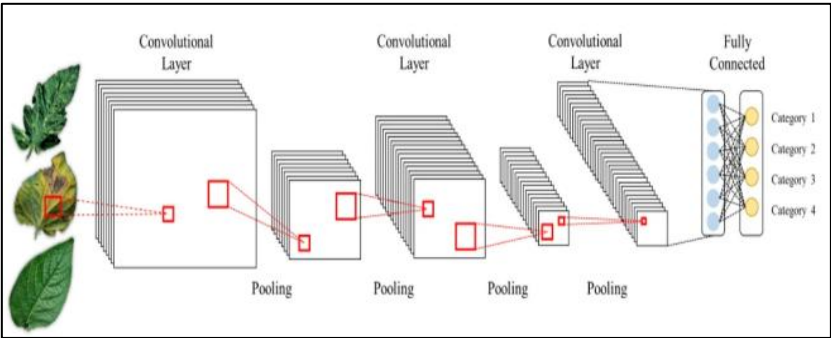 Convolutional
Layer
Convolutional
Layer
Convolutional
Layer
Fully
Connected
Category 1
Category 2
Category 3
Category 4
Pooling
Pooling
Pooling
Pooling